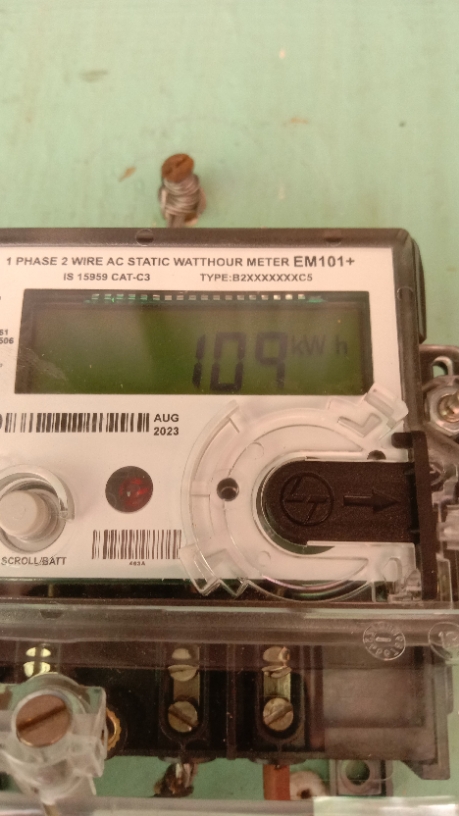 1 PHASE 2 WIRE AC STATIC WATTHOUR METER EM101+
IS 15959 CAT-C3 TYPE:B2XXXXXXXC5
109 kWh
AUG
2023
SCROLL/BATT